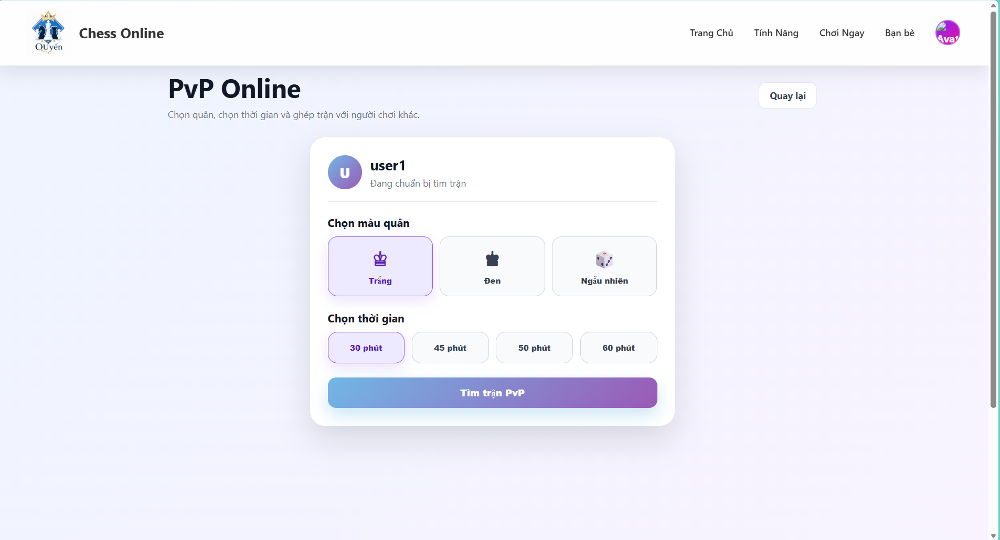 QUyến
Chess Online
Trang Chủ
Tính Năng
Chơi Ngay
Bạn bè
Avat
PvP Online
Quay lại
Chọn quân, chọn thời gian và ghép trận với người chơi khác.
U
user1
Đang chuẩn bị tìm trận
Chọn màu quân
Trắng
Đen
Ngẫu nhiên
Chọn thời gian
30 phút
45 phút
50 phút
60 phút
Tìm trận PvP